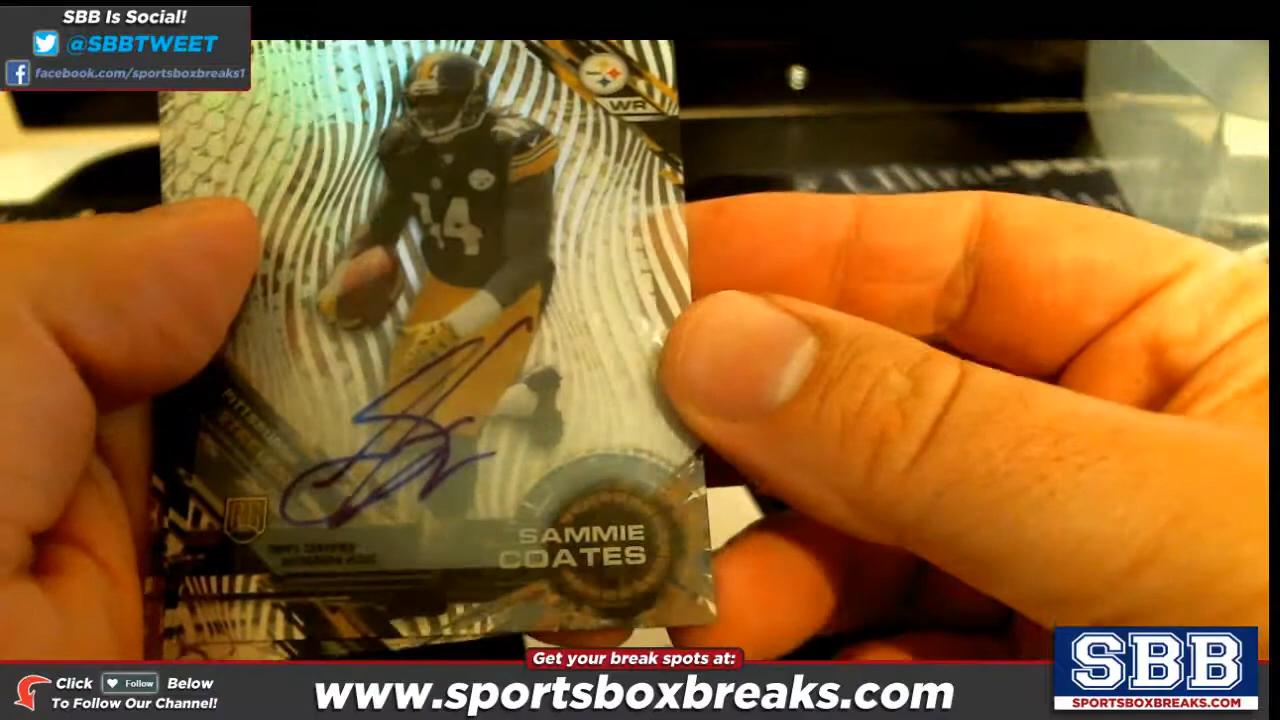 SBB Is Social!
@SBBTWEET
facebook.com/sportsboxbreaks1
Steelers
WR
14
SAMMIE
COATES
Get your break spots at:
Click Follow Below
To Follow Our Channel!
www.sportsboxbreaks.com
SBB
SPORTSBOXBREAKS.COM